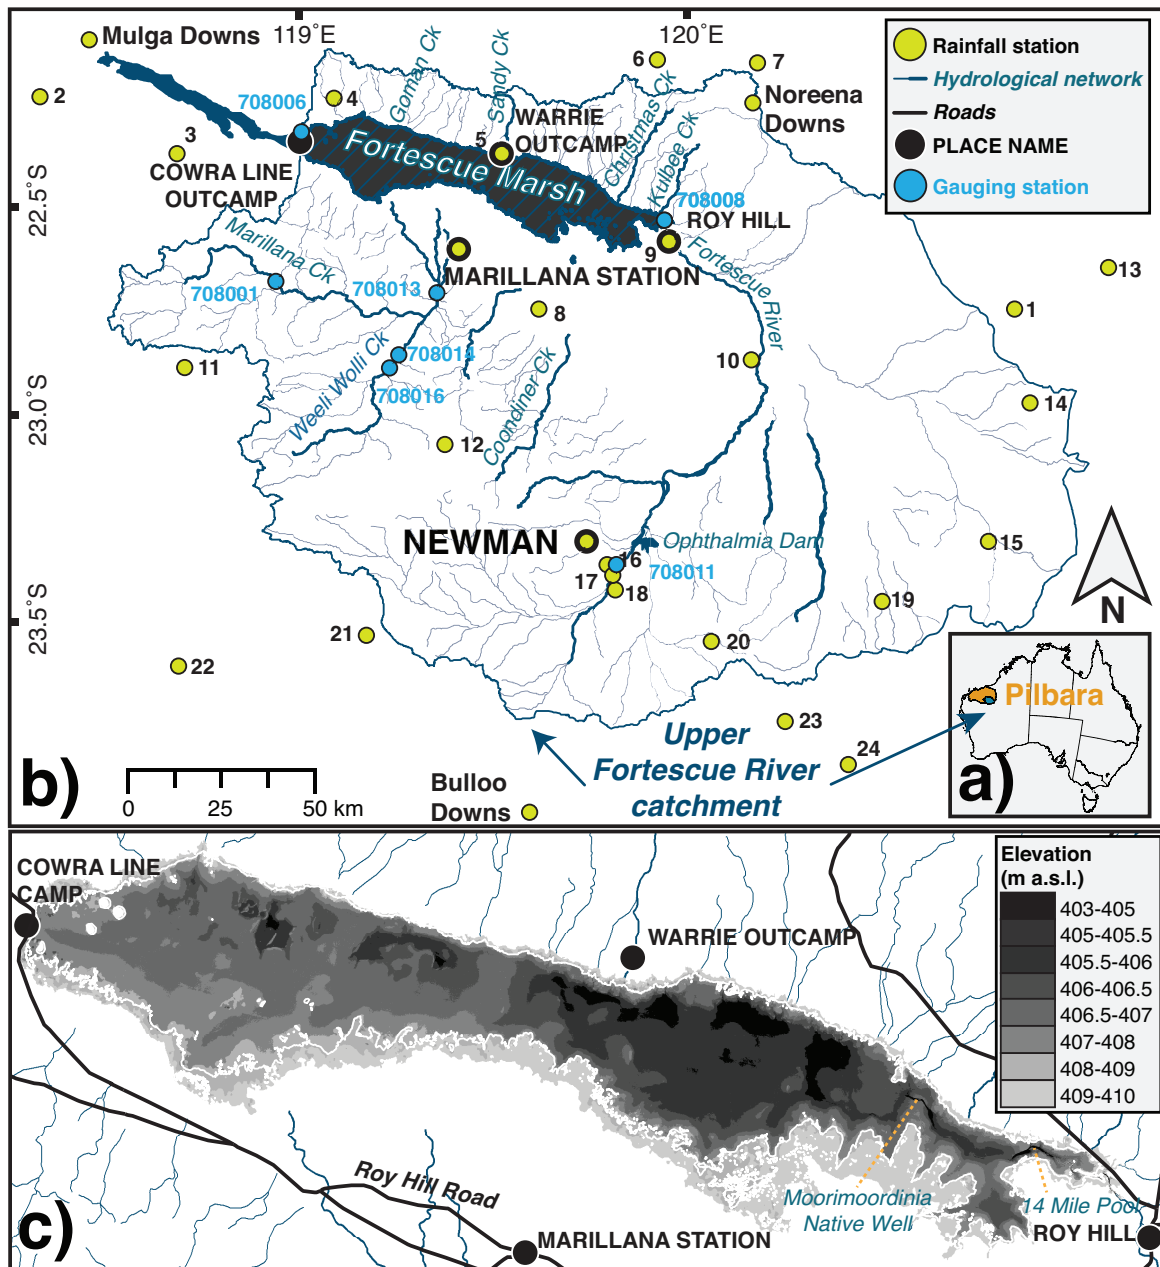 Mulga Downs
119°E
120°E
Rainfall station
Hydrological network
Roads
PLACE NAME
Gauging station
2
3
4
Goman Ck
Sandy Ck
6
7
Noreena
Downs
708006
5
WARRIE
OUTCAMP
Christmas Ck
Kulbee Ck
Fortescue Marsh
COWRA LINE
OUTCAMP
22.5°S
708008
ROY HILL
9
Fortescue
River
Marillana Ck
MARILLANA STATION
708001
708013
8
13
1
10
11
708014
708016
Weeli Wolli Ck
Coondiner Ck
12
14
23.0°S
NEWMAN
Ophthalmia Dam
16
17
708011
18
15
19
20
21
22
23.5°S
N
Pilbara
a)
23
24
Upper
Fortescue River
catchment
b)
0
25
50 km
Bulloo
Downs
COWRA LINE
CAMP
WARRIE OUTCAMP
Elevation
(m a.s.l.)
403-405
405-405.5
405.5-406
406-406.5
406.5-407
407-408
408-409
409-410
Roy Hill Road
Moorimoordinia
Native Well
14 Mile Pool
ROY HILL
MARILLANA STATION
c)